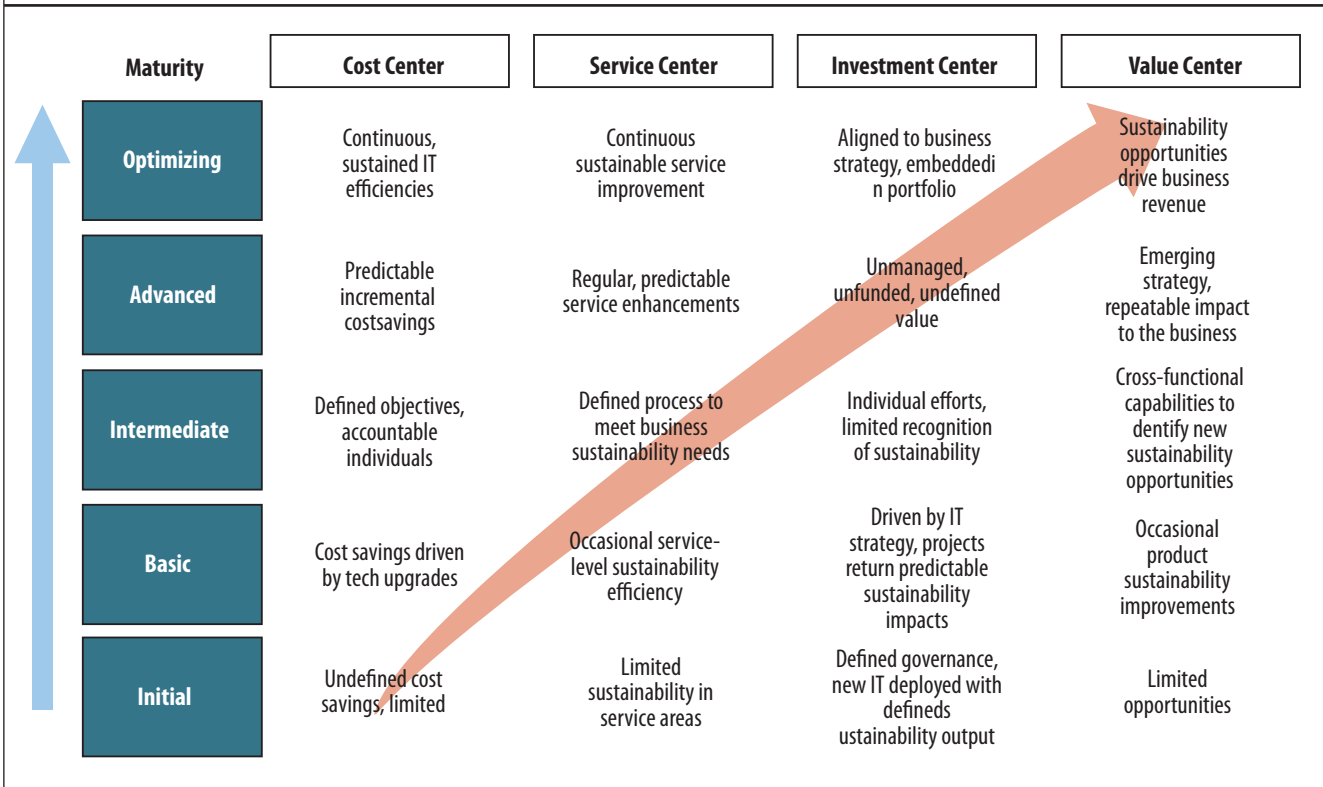 Maturity
Cost Center
Service Center
Investment Center
Value Center
Optimizing
Continuous,
sustained IT
efficiencies
Continuous
sustainable service
improvement
Aligned to business
strategy, embeddedi
n portfolio
Sustainability
opportunities
drive business
revenue
Advanced
Predictable
incremental
costsavings
Regular, predictable
service enhancements
Unmanaged,
unfunded, undefined
value
Emerging
strategy,
repeatable impact
to the business
Intermediate
Defined objectives,
accountable
individuals
Defined process to
meet business
sustainability needs
Individual efforts,
limited recognition
of sustainability
Cross-functional
capabilities to
dentify new
sustainability
opportunities
Basic
Cost savings driven
by tech upgrades
Occasional service-
level sustainability
efficiency
Driven by IT
strategy, projects
return predictable
sustainability
impacts
Occasional
product
sustainability
improvements
Initial
Undefined cost
savings, limited
Limited
sustainability in
service areas
Defined governance,
new IT deployed with
defineds
ustainability output
Limited
opportunities